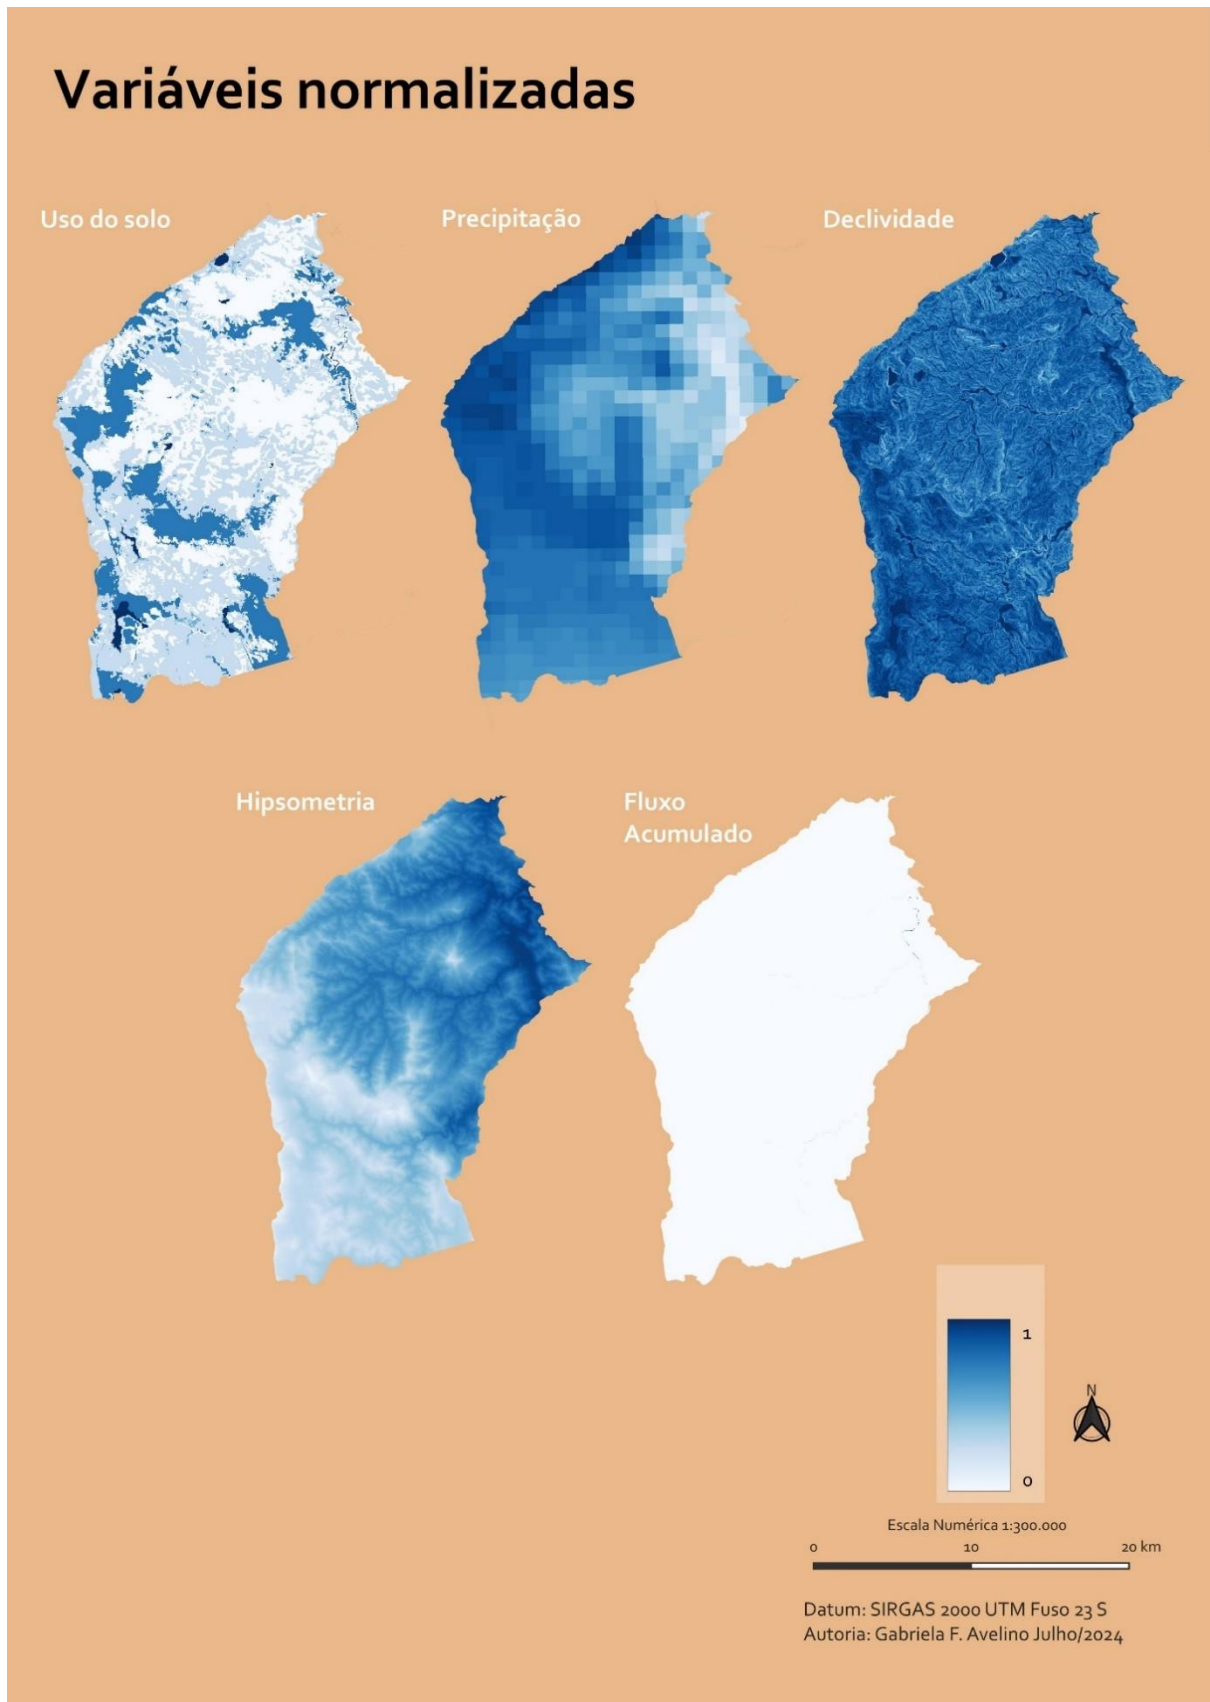 Variáveis normalizadas
Uso do solo
Precipitação
Declividade
Hipsometria
Fluxo
Acumulado
1
0
N
Escala Numérica 1:300.000
0 10 20 km
Datum: SIRGAS 2000 UTM Fuso 23 S
Autoria: Gabriela F. Avelino Julho/2024